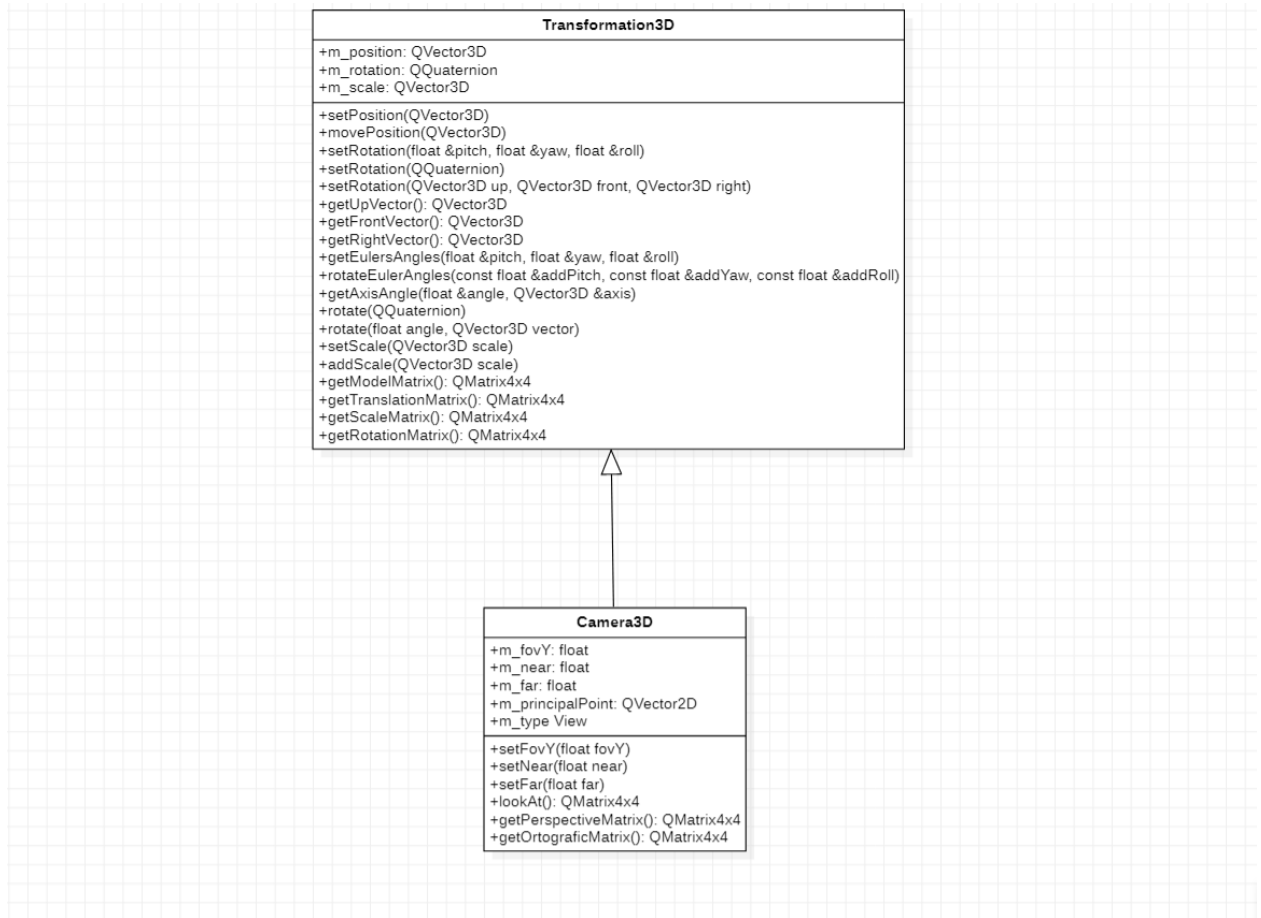 Transformation3D
+m_position: QVector3D
+m_rotation: QQuaternion
+m_scale: QVector3D
+setPosition(QVector3D)
+movePosition(QVector3D)
+setRotation(float &pitch, float &yaw, float &roll)
+setRotation(QQuaternion)
+setRotation(QVector3D up, QVector3D front, QVector3D right)
+getUpVector(): QVector3D
+getFrontVector(): QVector3D
+getRightVector(): QVector3D
+getEulersAngles(float &pitch, float &yaw, float &roll)
+rotateEulerAngles(const float &addPitch, const float &addYaw, const float &addRoll)
+getAxisAngle(float &angle, QVector3D &axis)
+rotate(QQuaternion)
+rotate(float angle, QVector3D vector)
+setScale(QVector3D scale)
+addScale(QVector3D scale)
+getModelMatrix(): QMatrix4x4
+getTranslationMatrix(): QMatrix4x4
+getScaleMatrix(): QMatrix4x4
+getRotationMatrix(): QMatrix4x4
Camera3D
+m_fovY: float
+m_near: float
+m_far: float
+m_principalPoint: QVector2D
+m_type View
+setFovY(float fovY)
+setNear(float near)
+setFar(float far)
+lookAt(): QMatrix4x4
+getPerspectiveMatrix(): QMatrix4x4
+getOrtograficMatrix(): QMatrix4x4